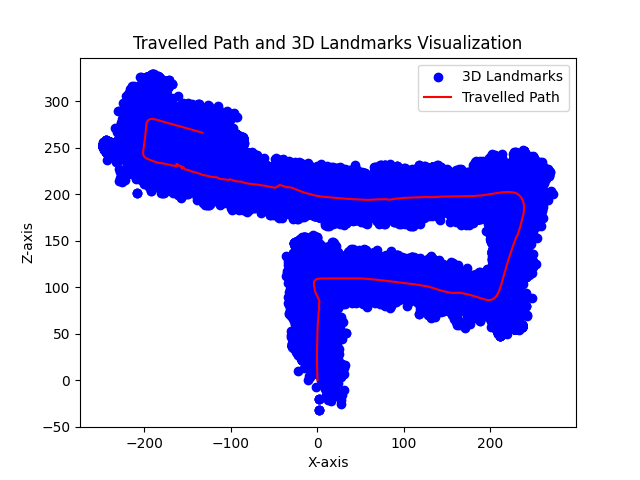 Travelled Path and 3D Landmarks Visualization
3D Landmarks
Travelled Path
300
250
200
150
100
50
0
−50
Z-axis
−200 −100 0 100 200
X-axis